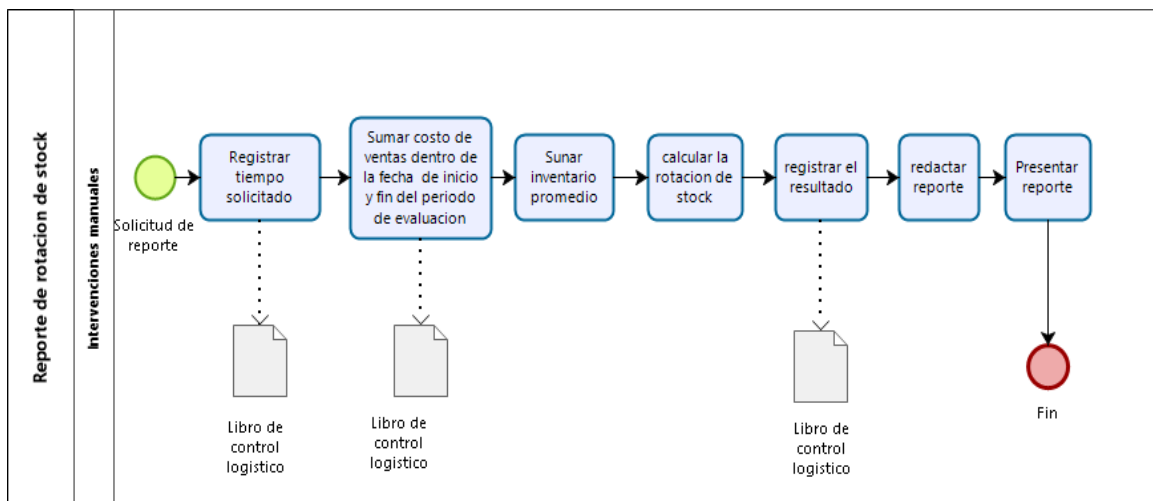 Reporte de rotacion de stock
Intervenciones manuales
Solicitud de
reporte
Registrar
tiempo
solicitado
Sumar costo de
ventas dentro de
la fecha de inicio
y fin del periodo
de evaluacion
Sunar
inventario
promedio
calcular la
rotacion de
stock
registrar el
resultado
redactar
reporte
Presentar
reporte
Libro de
control
logistico
Libro de
control
logistico
Libro de
control
logistico
Fin